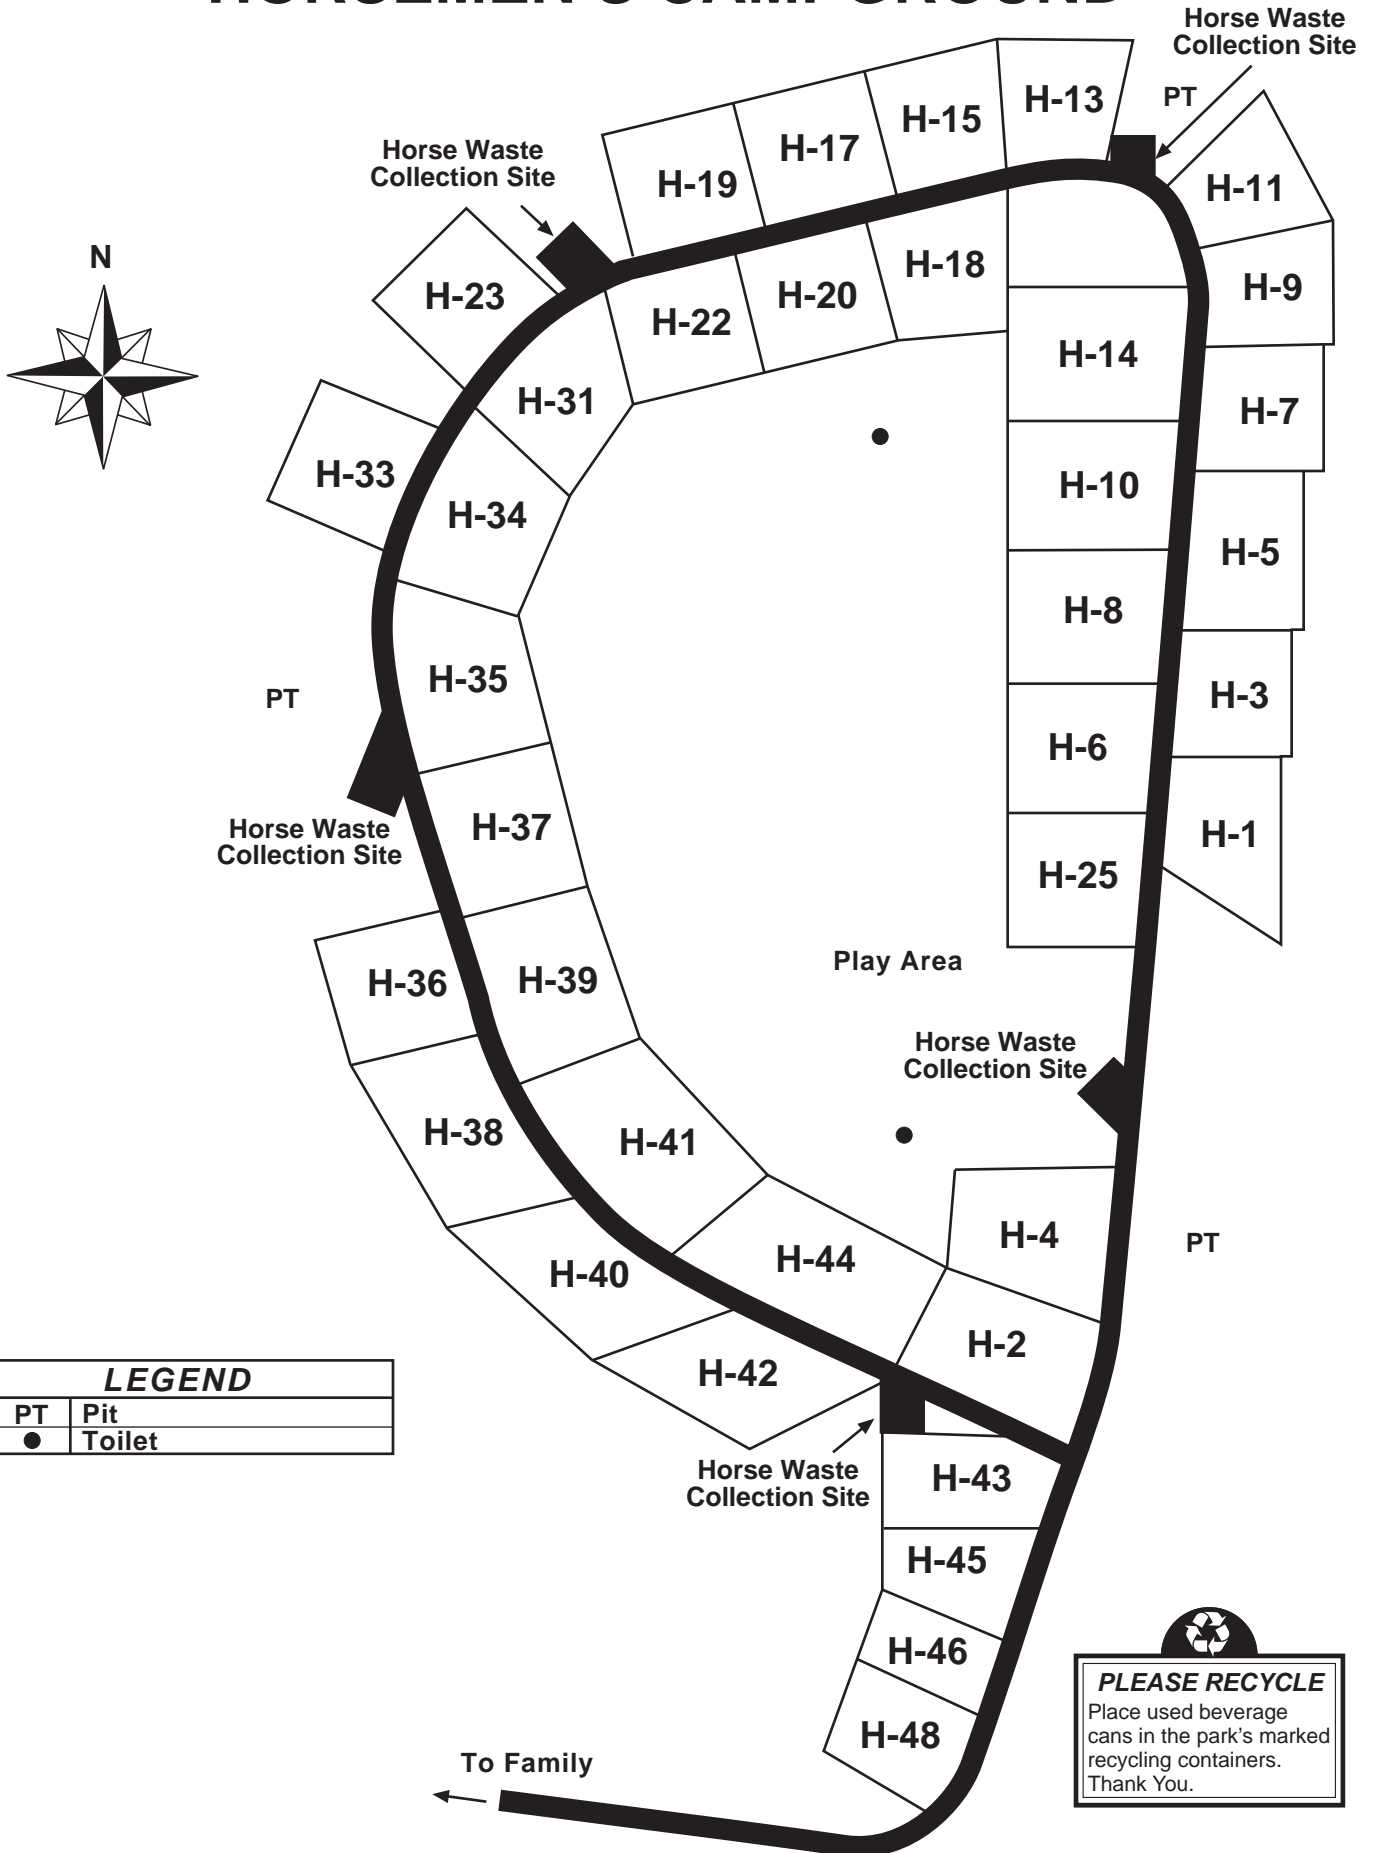 Horse Waste
Collection Site
PT
H-13
H-15
H-17
H-19
Horse Waste
Collection Site
H-11
H-9
H-18
H-20
H-22
N
H-23
H-14
H-31
H-7
H-33
H-34
H-10
H-5
H-8
H-35
PT
H-3
H-6
H-37
Horse Waste
Collection Site
H-1
H-25
Play Area
H-36
H-39
Horse Waste
Collection Site
H-38
H-41
H-4
PT
H-44
H-40
H-2
H-42
LEGEND
PT Pit
Toilet
Horse Waste
Collection Site
H-43
H-45
H-46
H-48
To Family
PLEASE RECYCLE
Place used beverage
cans in the park's marked
recycling containers.
Thank You.